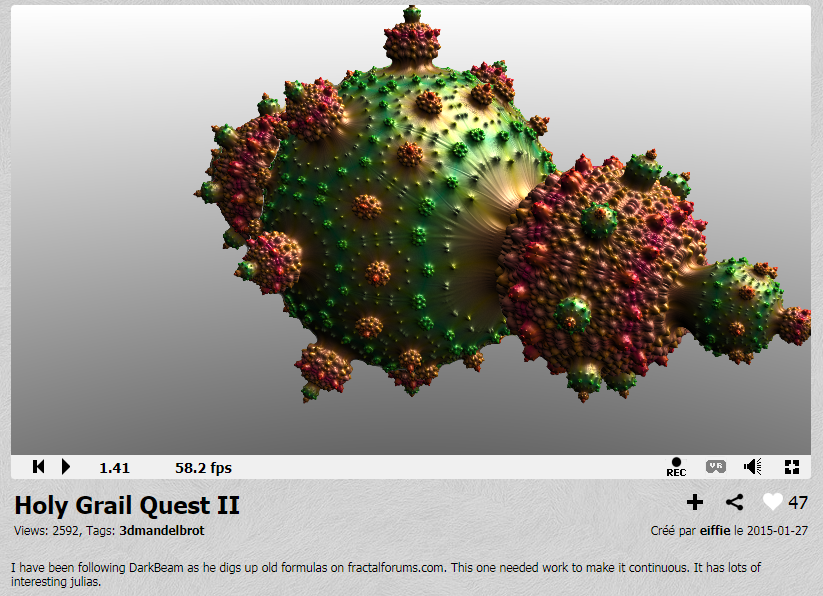 1.41 58.2 fps REC VR
Holy Grail Quest II 47
Views: 2592, Tags: 3dmandelbrot Créé par eiffie le 2015-01-27
I have been following DarkBeam as he digs up old formulas on fractalforums.com. This one needed work to make it continuous. It has lots of
interesting julias.